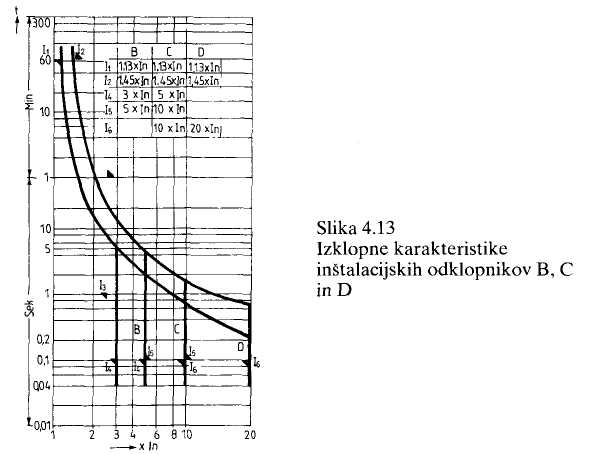 t
300
I1 I2
60
Min
10
1
10
5
Sek
1
0,2
0,1
0,04
0,01
B C D
I1 1,13xIn 1,13xIn 1,13xIn
I2 1,45xIn 1,45xIn 1,45xIn
I4 3 x In 5 x In
I5 5 x In 10 x In
I6 10 x In 20 x In
I3
B C D
I5 I5
I4 I4 I6 I6
1 2 3 4 6 8 10 20
x In
Slika 4.13
Izklopne karakteristike
inštalacijskih odklopnikov B, C
in D